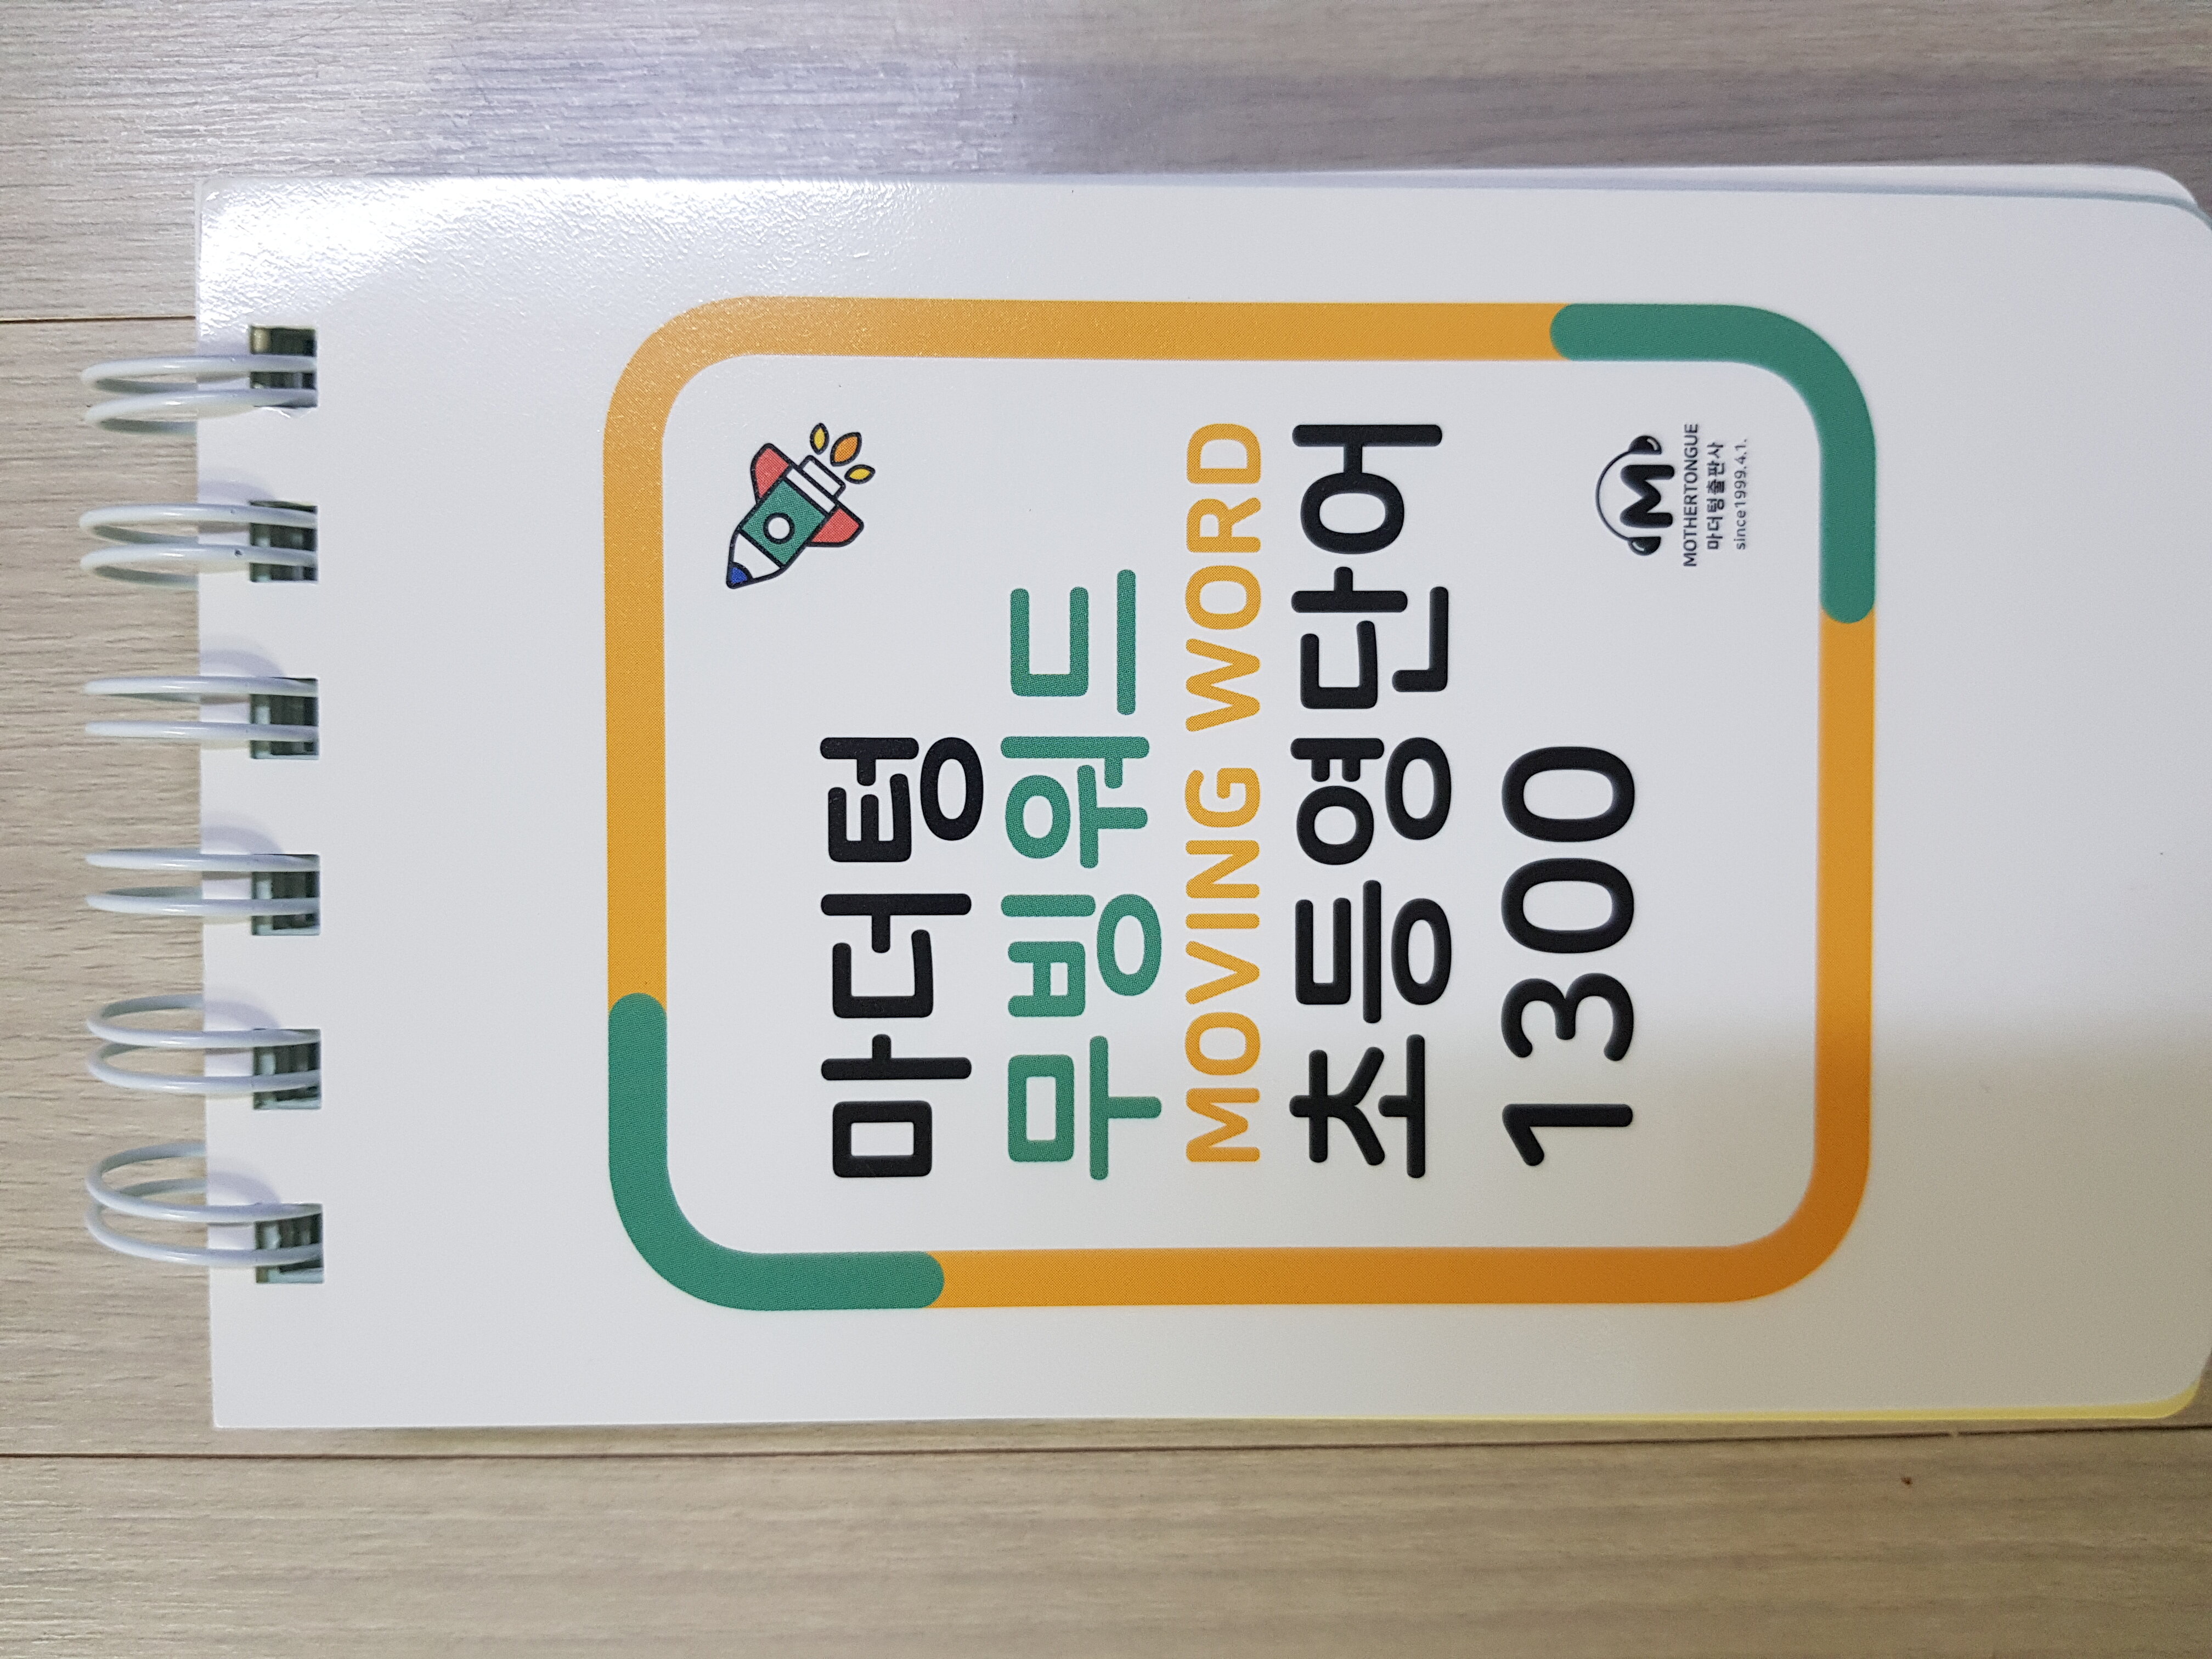 마더텅
무빙워드
MOVING WORD
초등영단어
1300
M
MOTHERTONGUE
마더텅출판사
since1999.4.1.